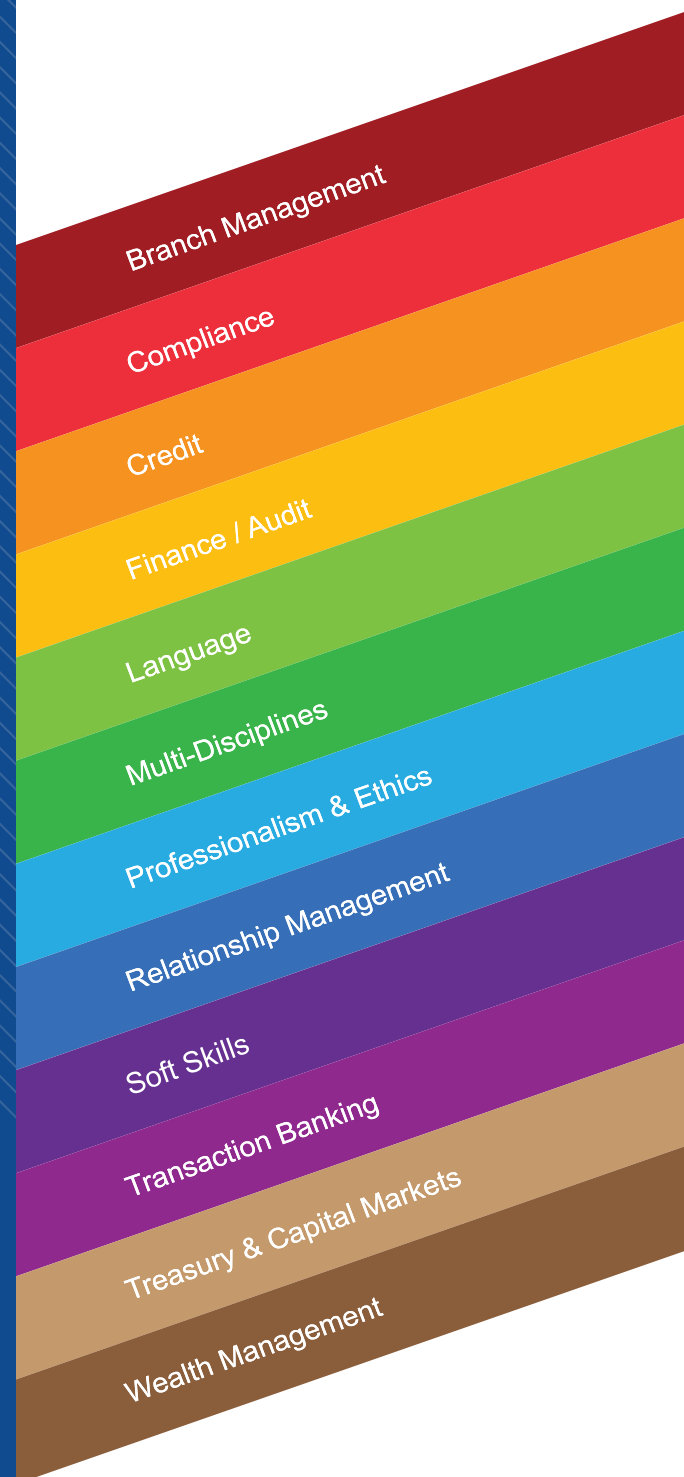 Branch Management
Compliance
Credit
Finance / Audit
Language
Multi-Disciplines
Professionalism & Ethics
Relationship Management
Soft Skills
Transaction Banking
Treasury & Capital Markets
Wealth Management